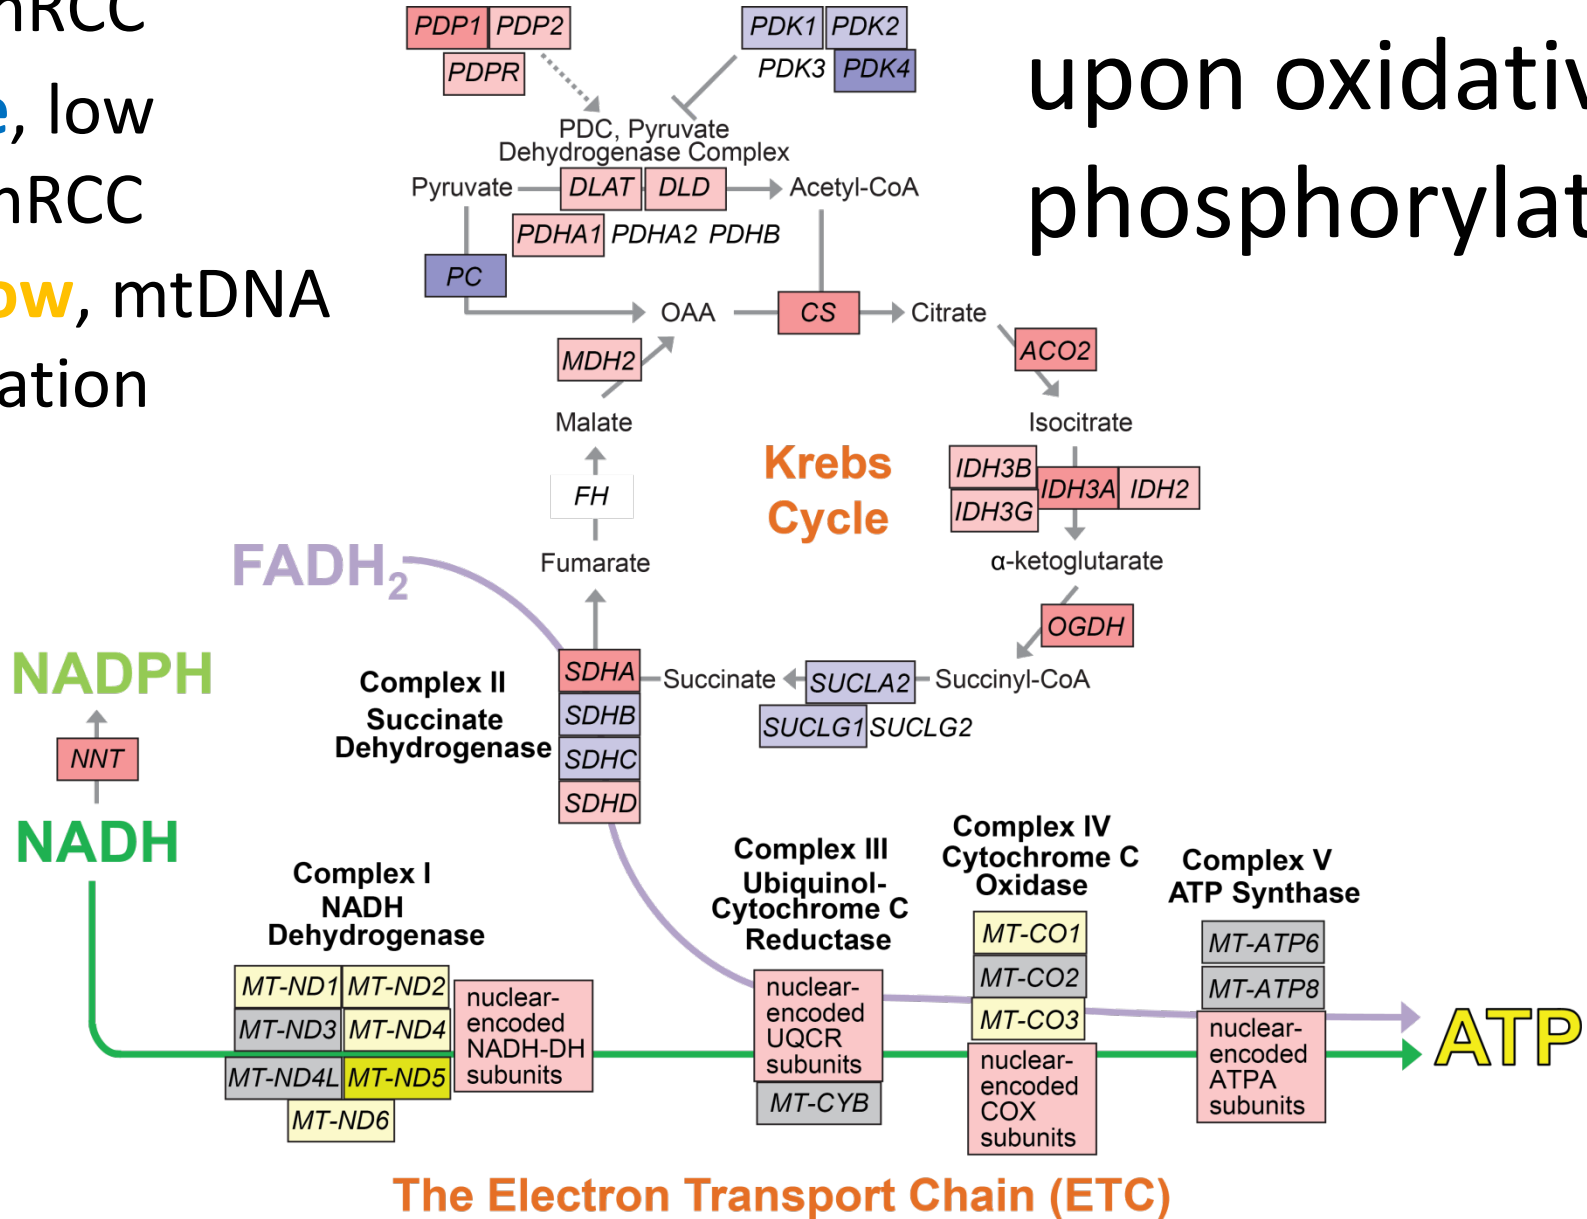 nRCC
e, low
nRCC
ow, mtDNA
ation
upon oxidativ
phosphorylat
PDP1 PDP2
PDPR
PDK1 PDK2
PDK3 PDK4
PDC, Pyruvate
Dehydrogenase Complex
Pyruvate DLAT DLD Acetyl-CoA
PDHA1 PDHA2 PDHB
PC
OAA CS Citrate
MDH2
ACO2
Malate
Isocitrate
Krebs
Cycle
FH
IDH3B
IDH3A IDH2
IDH3G
Fumarate
α-ketoglutarate
FADH2
OGDH
NADPH
NNT
NADH
Complex II
Succinate
Dehydrogenase
SDHA Succinate SUCLA2 Succinyl-CoA
SDHB
SUCLG1 SUCLG2
SDHC
SDHD
Complex I
NADH
Dehydrogenase
MT-ND1 MT-ND2
MT-ND3 MT-ND4
MT-ND4L MT-ND5
MT-ND6
nuclear-
encoded
NADH-DH
subunits
Complex III
Ubiquinol-
Cytochrome C
Reductase
nuclear-
encoded
UQCR
subunits
MT-CYB
Complex IV
Cytochrome C
Oxidase
MT-CO1
MT-CO2
MT-CO3
nuclear-
encoded
COX
subunits
Complex V
ATP Synthase
MT-ATP6
MT-ATP8
nuclear-
encoded
ATPA
subunits
ATP
The Electron Transport Chain (ETC)